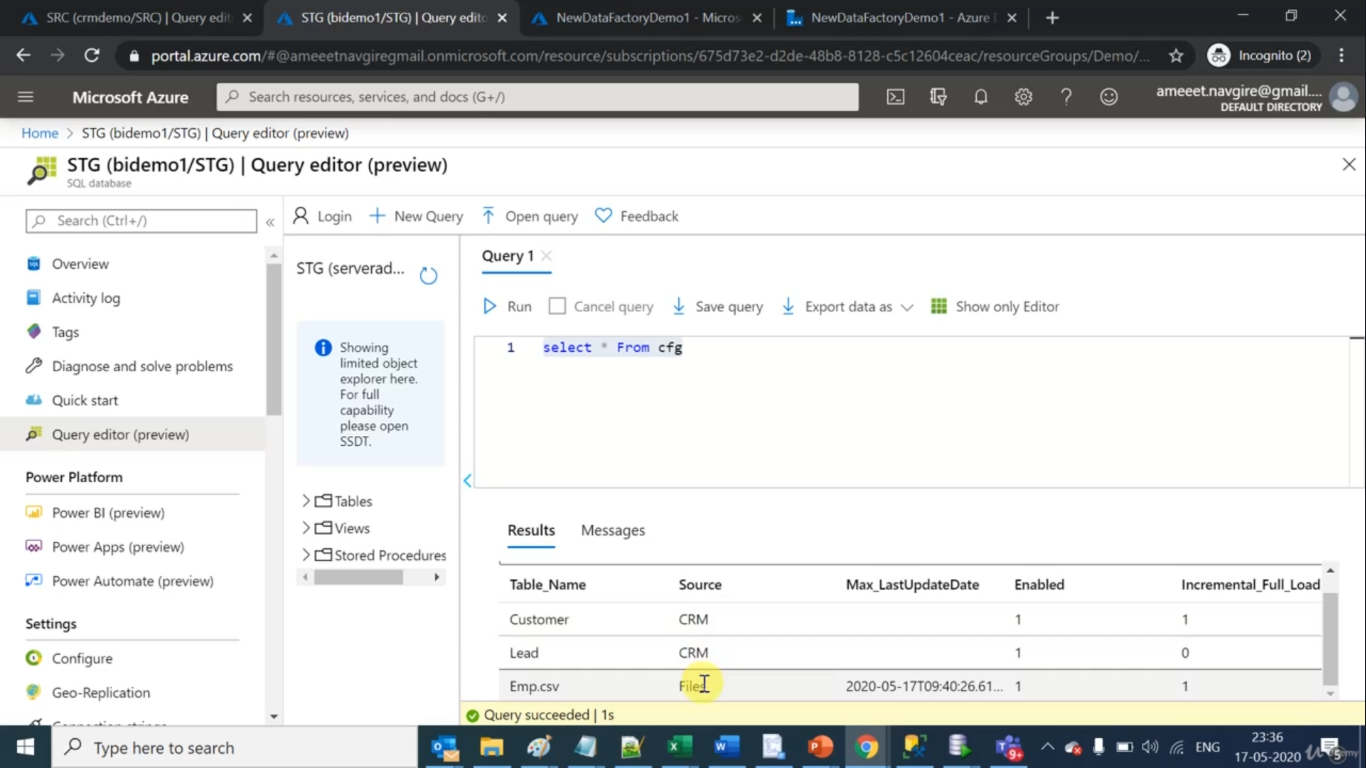 SRC (crmdemo/SRC) | Query edit
STG (bidemo1/STG) | Query edito
NewDataFactoryDemo1 - Micros
NewDataFactoryDemo1 - Azure
portal.azure.com/#@ameeetnavgiregmail.onmicrosoft.com/resource/subscriptions/675d73e2-d2de-48b8-8128-c5c12604ceac/resourceGroups/Demo/...
Incognito (2)
Microsoft Azure
Search resources, services, and docs (G+/)
ameeet.navgire@gmail....
DEFAULT DIRECTORY
Home > STG (bidemo1/STG) | Query editor (preview)
STG (bidemo1/STG) | Query editor (preview)
SQL database
Search (Ctrl+/)
Login
New Query
Open query
Feedback
Overview
Activity log
Tags
Diagnose and solve problems
Quick start
Query editor (preview)
Power Platform
Power BI (preview)
Power Apps (preview)
Power Automate (preview)
Settings
Configure
Geo-Replication
Connection strings
STG (serverad...
Showing
limited object
explorer here.
For full
capability
please open
SSDT.
Tables
Views
Stored Procedures
Query 1
Run
Cancel query
Save query
Export data as
Show only Editor
1 select * From cfg
Results Messages
Table_Name Source Max_LastUpdateDate Enabled Incremental_Full_Load
Customer CRM 1 1
Lead CRM 1 0
Emp.csv Files 2020-05-17T09:40:26.61... 1 1
Query succeeded | 1s
Type here to search
9+
ENG
23:36
17-05-2020
5